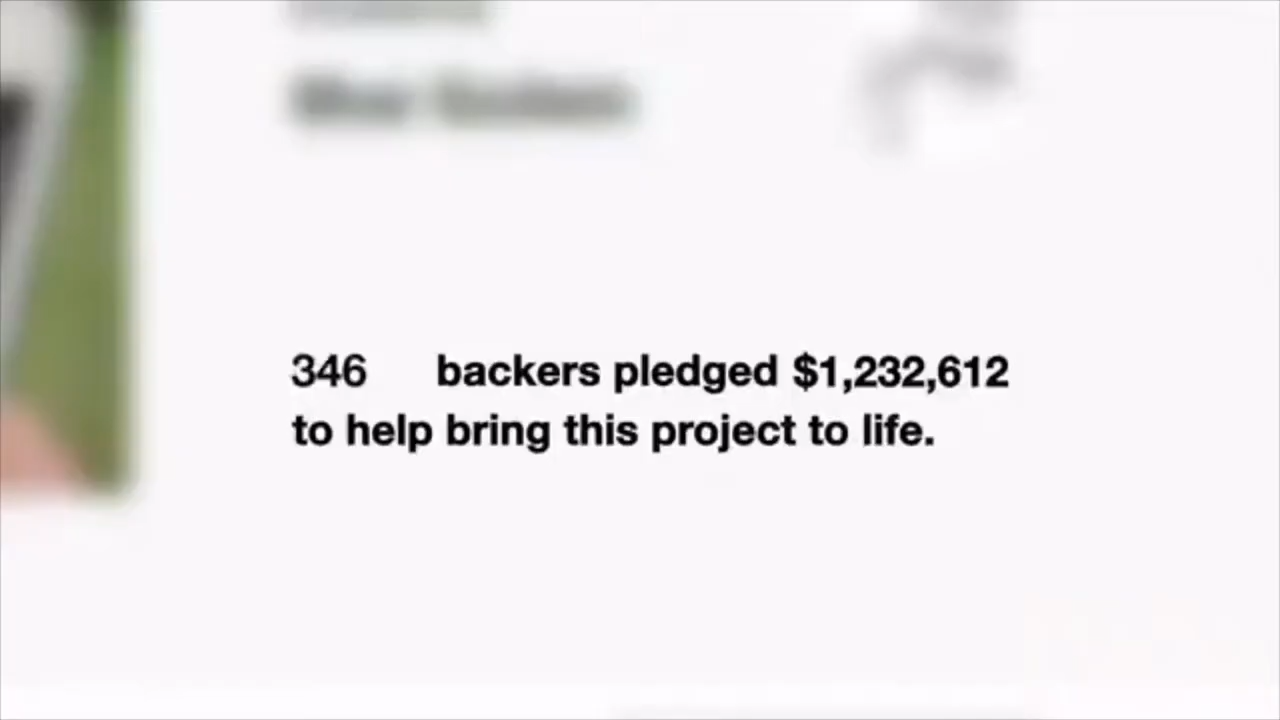 346 backers pledged $1,232,612
to help bring this project to life.